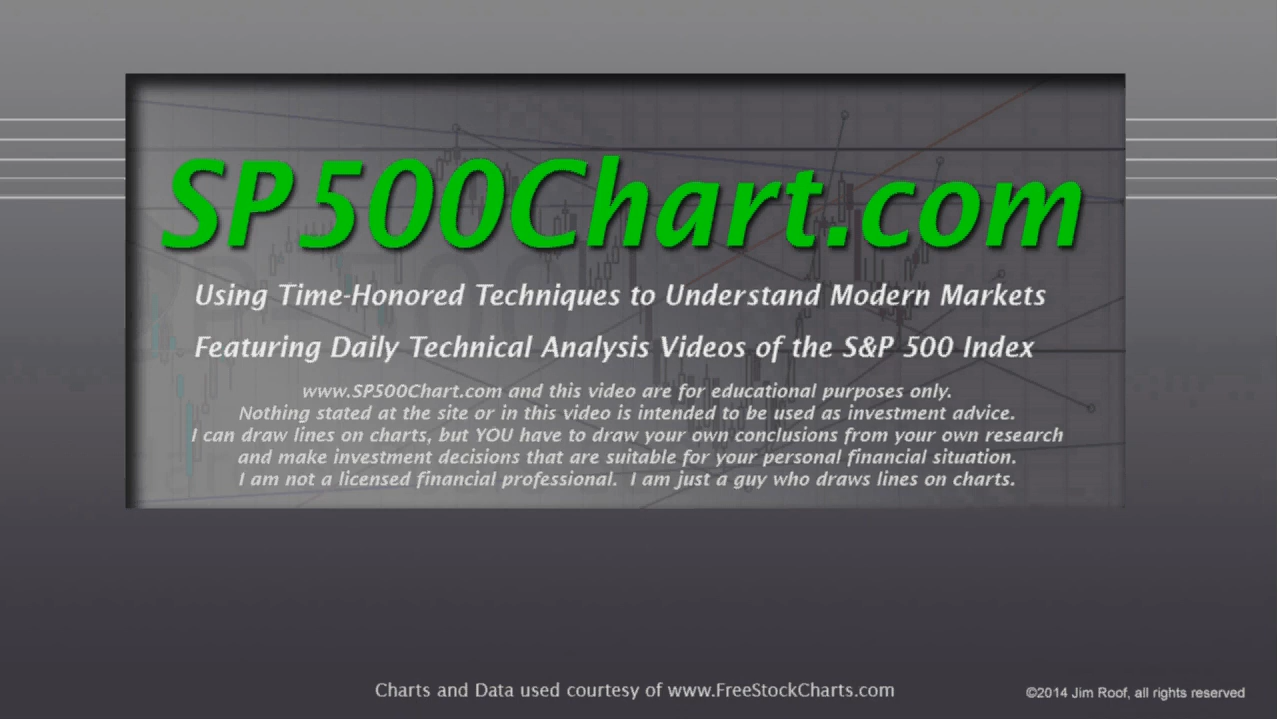 SP500Chart.com
Using Time-Honored Techniques to Understand Modern Markets
Featuring Daily Technical Analysis Videos of the S&P 500 Index
www.SP500Chart.com and this video are for educational purposes only.
Nothing stated at the site or in this video is intended to be used as investment advice.
I can draw lines on charts, but YOU have to draw your own conclusions from your own research
and make investment decisions that are suitable for your personal financial situation.
I am not a licensed financial professional.  I am just a guy who draws lines on charts.
Charts and Data used courtesy of www.FreeStockCharts.com
©2014 Jim Roof, all rights reserved